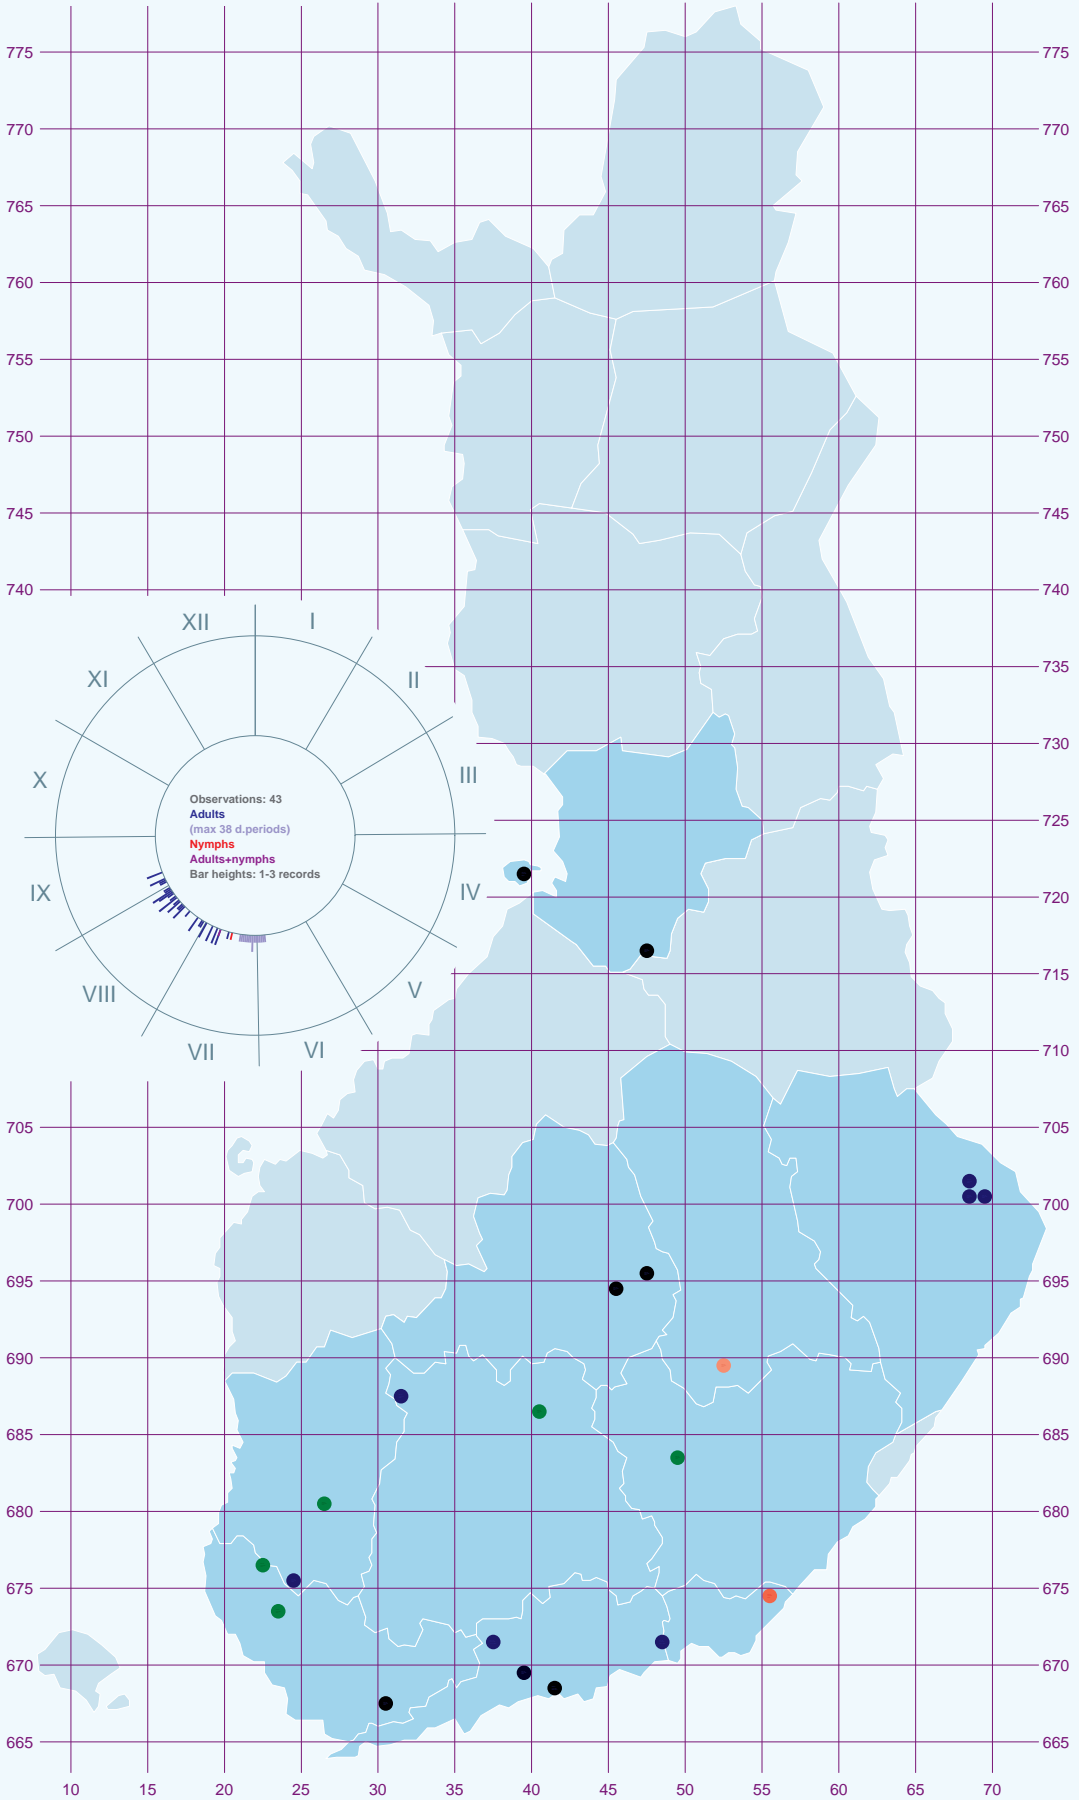 775 775
770 770
765 765
760 760
755 755
750 750
745 745
740 740
XII I
735
XI II
730
X III
725
Observations: 43
Adults
(max 38 d.periods)
Nymphs
Adults+nymphs
Bar heights: 1-3 records
IX IV
720
VIII V
715
VII VI
710
705 705
700 700
695 695
690 690
685 685
680 680
675 675
670 670
665 665
10 15 20 25 30 35 40 45 50 55 60 65 70